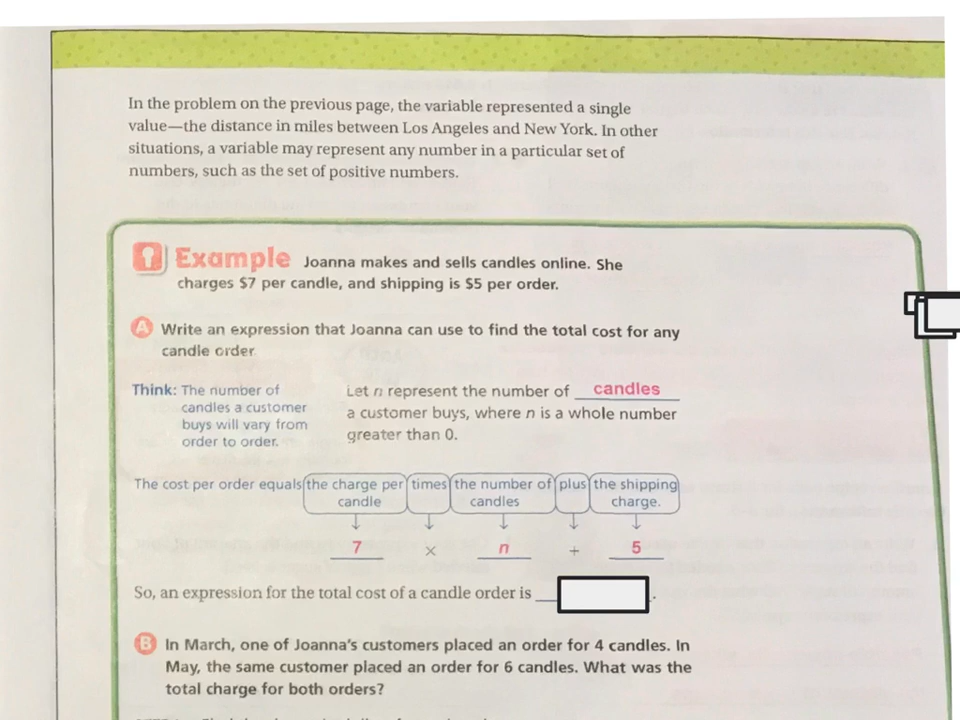 In the problem on the previous page, the variable represented a single
value—the distance in miles between Los Angeles and New York. In other
situations, a variable may represent any number in a particular set of
numbers, such as the set of positive numbers.
Example Joanna makes and sells candles online. She
charges $7 per candle, and shipping is $5 per order.
A Write an expression that Joanna can use to find the total cost for any
candle order
Think: The number of
candles a customer
buys will vary from
order to order.
Let n represent the number of candles
a customer buys, where n is a whole number
greater than 0.
The cost per order equals the charge per candle times the number of candles plus the shipping charge.
7 × n + 5
So, an expression for the total cost of a candle order is .
B In March, one of Joanna's customers placed an order for 4 candles. In
May, the same customer placed an order for 6 candles. What was the
total charge for both orders?